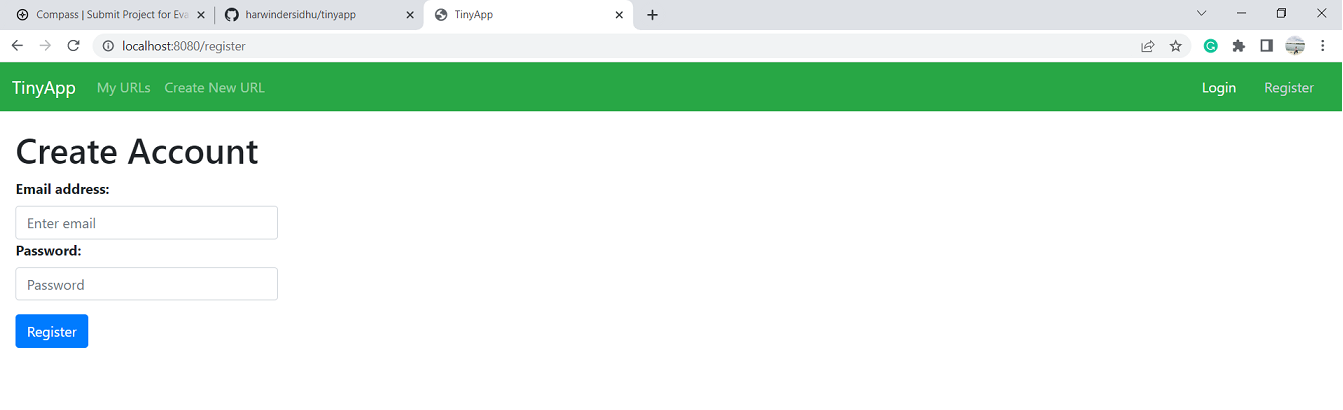 Compass | Submit Project for Eva
harwindersidhu/tinyapp
TinyApp
localhost:8080/register
TinyApp My URLs Create New URL Login Register
Create Account
Email address:
Enter email
Password:
Password
Register